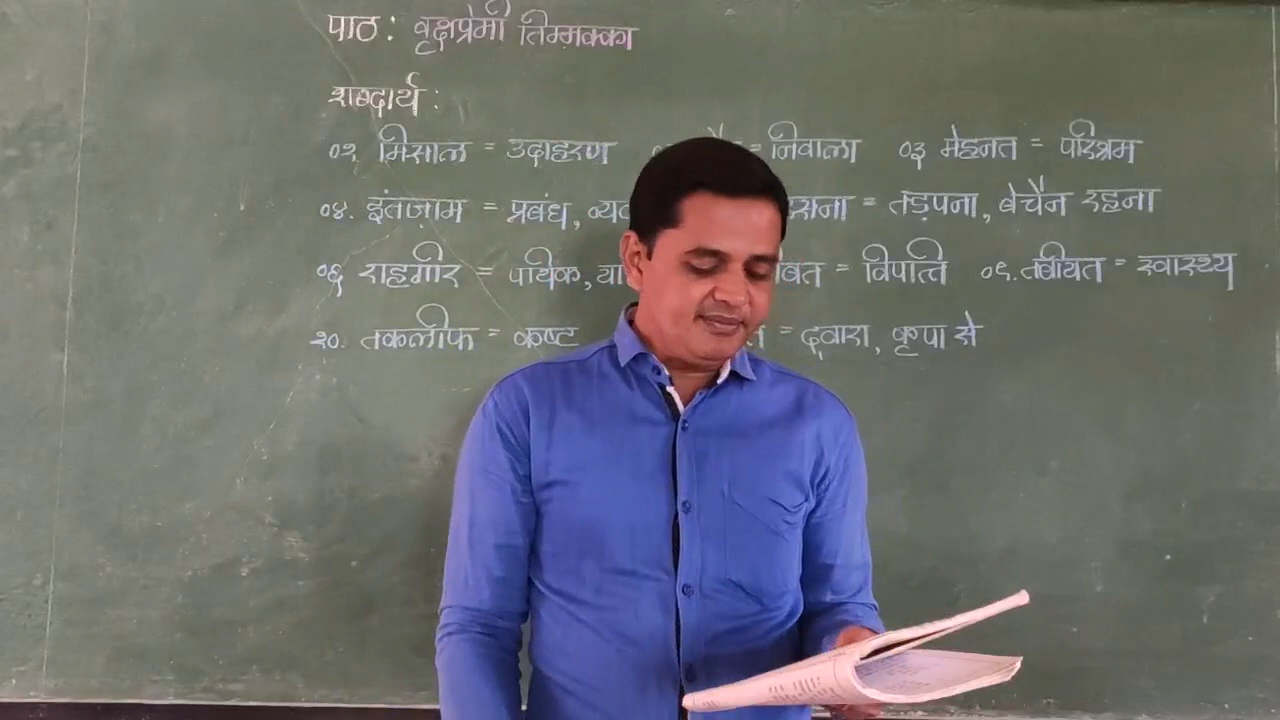 पाठ : वृक्षप्रेमी तिम्मक्का
शब्दार्थ :
०१. मिसाल = उदाहरण = निवाला ०३ मेहनत = परिश्रम
०४. इंतज़ाम = प्रबंध, = तड़पना, बेचैन रहना
०६ राहगीर = पथिक, = विपत्ति ०९. तबीयत = स्वास्थ्य
१०. तकलीफ = कष्ट = द्वारा, कृपा से